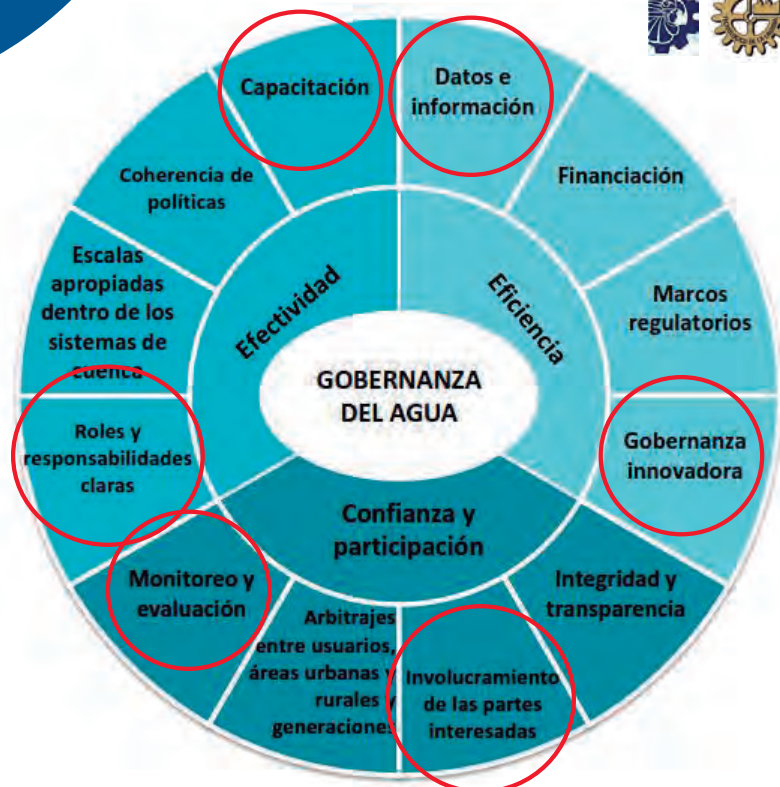 Capacitación
Datos e
información
Coherencia de
políticas
Financiación
Escalas
apropiadas
dentro de los
sistemas de
cuenca
Marcos
regulatorios
Efectividad
Eficiencia
GOBERNANZA
DEL AGUA
Roles y
responsabilidades
claras
Gobernanza
innovadora
Confianza y
participación
Monitoreo y
evaluación
Integridad y
transparencia
Arbitrajes
entre usuarios,
áreas urbanas y
rurales y
generaciones
Involucramiento
de las partes
interesadas